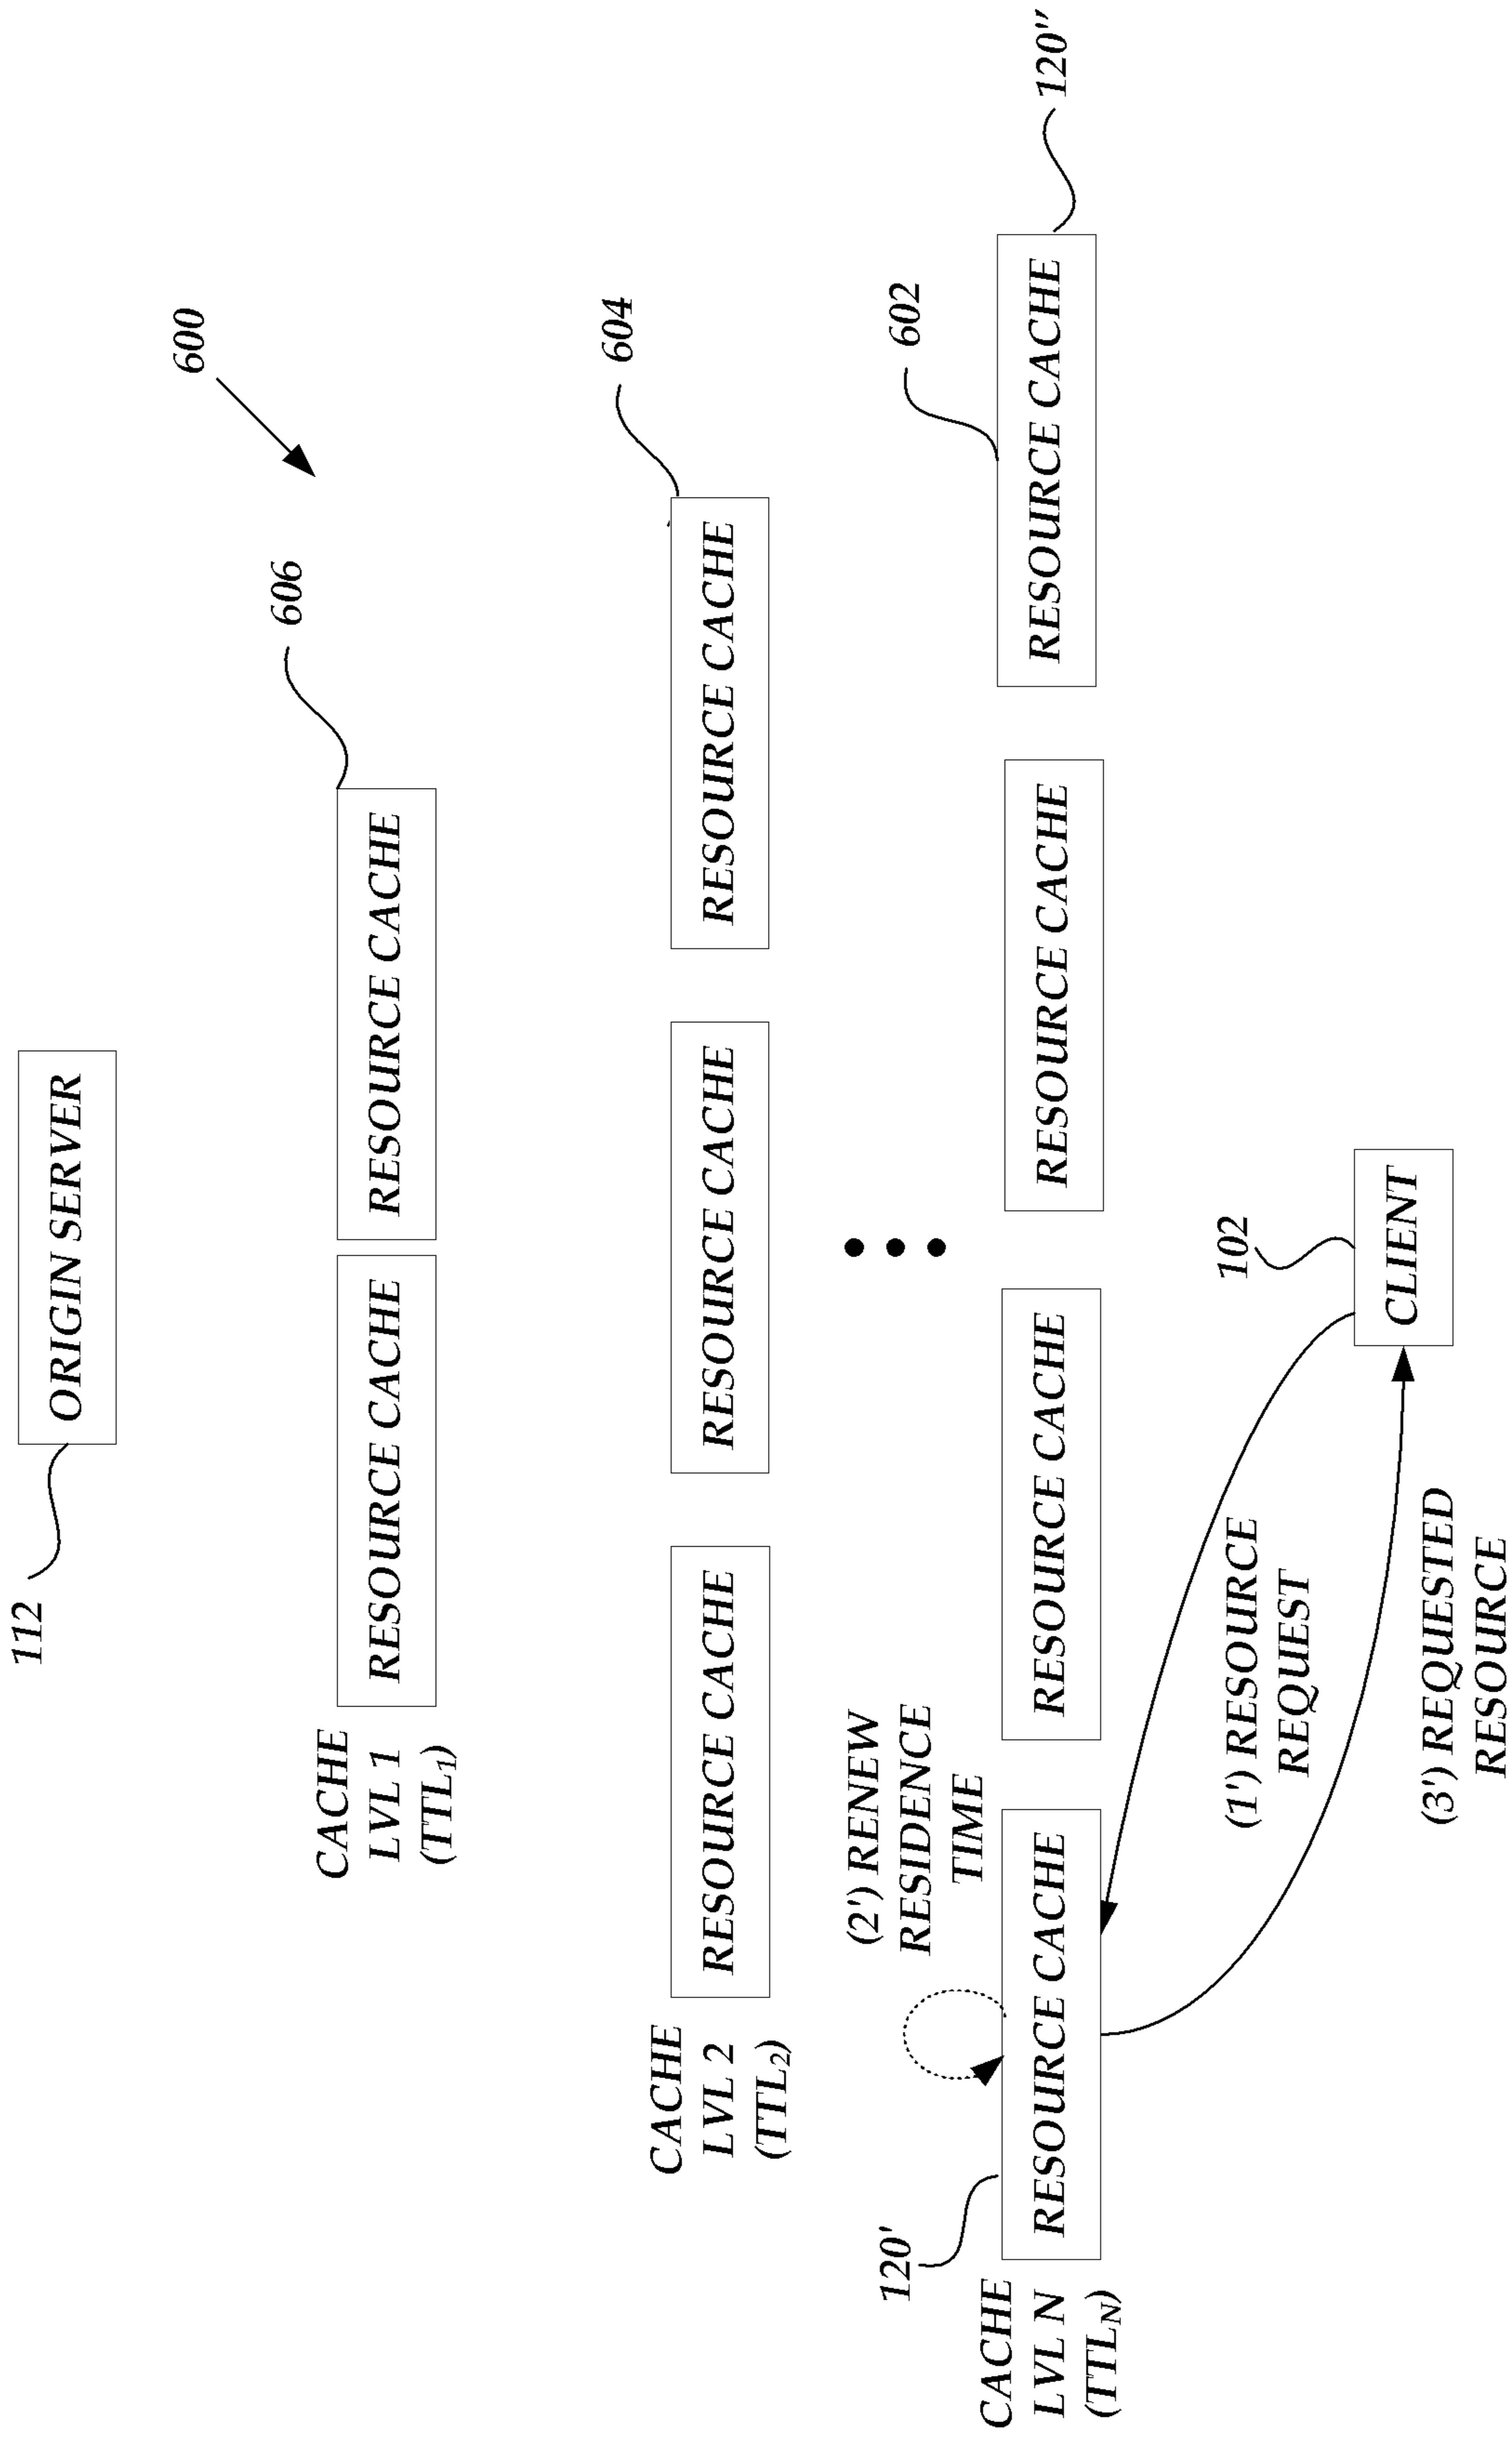 112
ORIGIN SERVER
600
606
CACHE
LVL 1
(TTL1)
RESOURCE CACHE
RESOURCE CACHE
604
CACHE
LVL 2
(TTL2)
RESOURCE CACHE
RESOURCE CACHE
RESOURCE CACHE
(2') RENEW
RESIDENCE
TIME
602
120'
120''
CACHE
LVL N
(TTLN)
RESOURCE CACHE
RESOURCE CACHE
RESOURCE CACHE
RESOURCE CACHE
102
(1') RESOURCE
REQUEST
CLIENT
(3') REQUESTED
RESOURCE